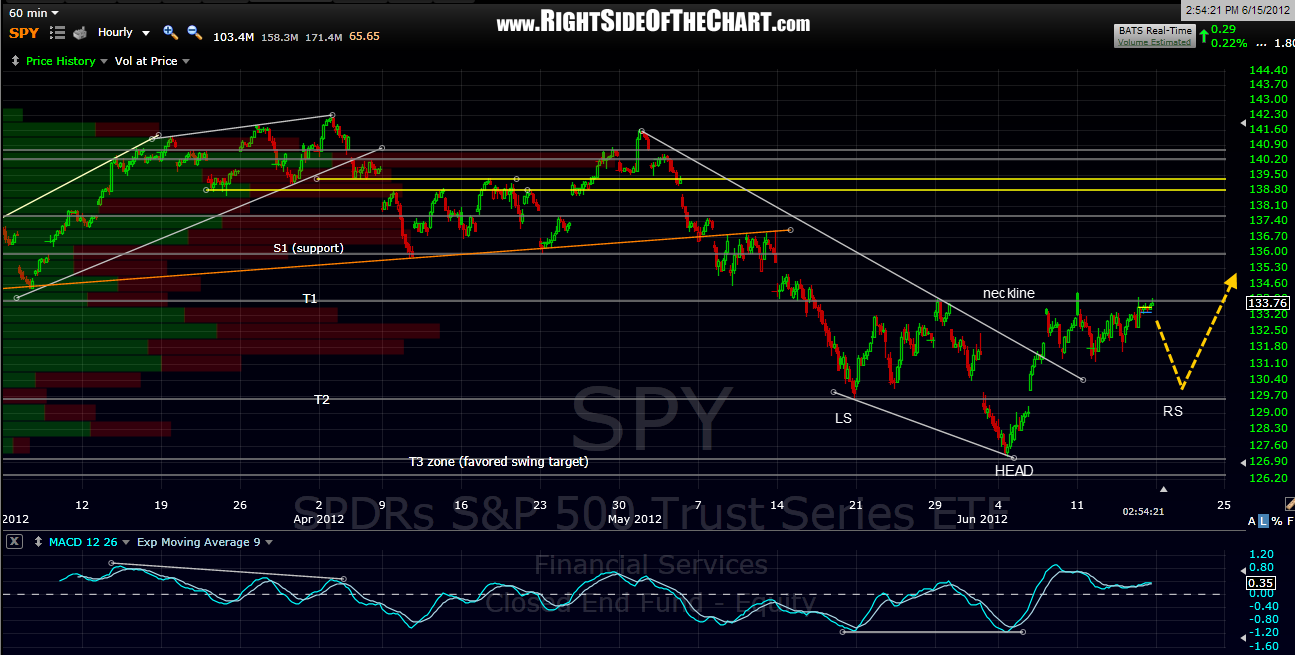 60 min
2:54:21 PM 6/15/2012
SPY Hourly 103.4M 158.3M 171.4M 65.65
www.RIGHTSIDEOFTHECHART.com
BATS Real-Time
Volume Estimated
0.29
0.22% ... 1.80
Price History Vol at Price
144.40
143.70
143.00
142.30
141.60
140.90
140.20
139.50
138.80
138.10
137.40
136.70
136.00
135.30
134.60
133.76
133.20
132.50
131.80
131.10
130.40
129.70
129.00
128.30
127.60
126.90
126.20
S1 (support)
T1
neckline
T2
LS
RS
T3 zone (favored swing target)
HEAD
SPY
SPDRs S&P 500 Trust Series ETF
Financial Services
Closed End Fund - Equity
12 19 26 2 9 16 23 30 7 14 21 29 4 11 02:54:21 25
2012 Apr 2012 May 2012 Jun 2012
A L % F
X MACD 12 26 Exp Moving Average 9
1.20
0.80
0.35
0.00
-0.40
-0.80
-1.20
-1.60